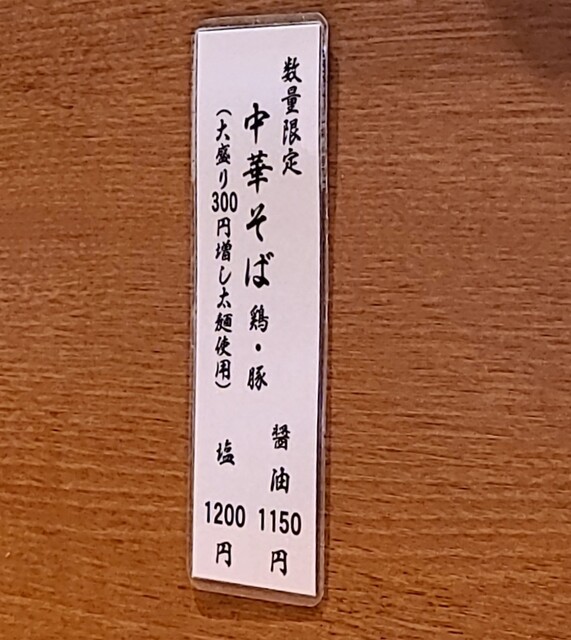 数量限定
中華そば 鶏・豚
(大盛り300円増し太麺使用)
醤油 1150円
塩 1200円